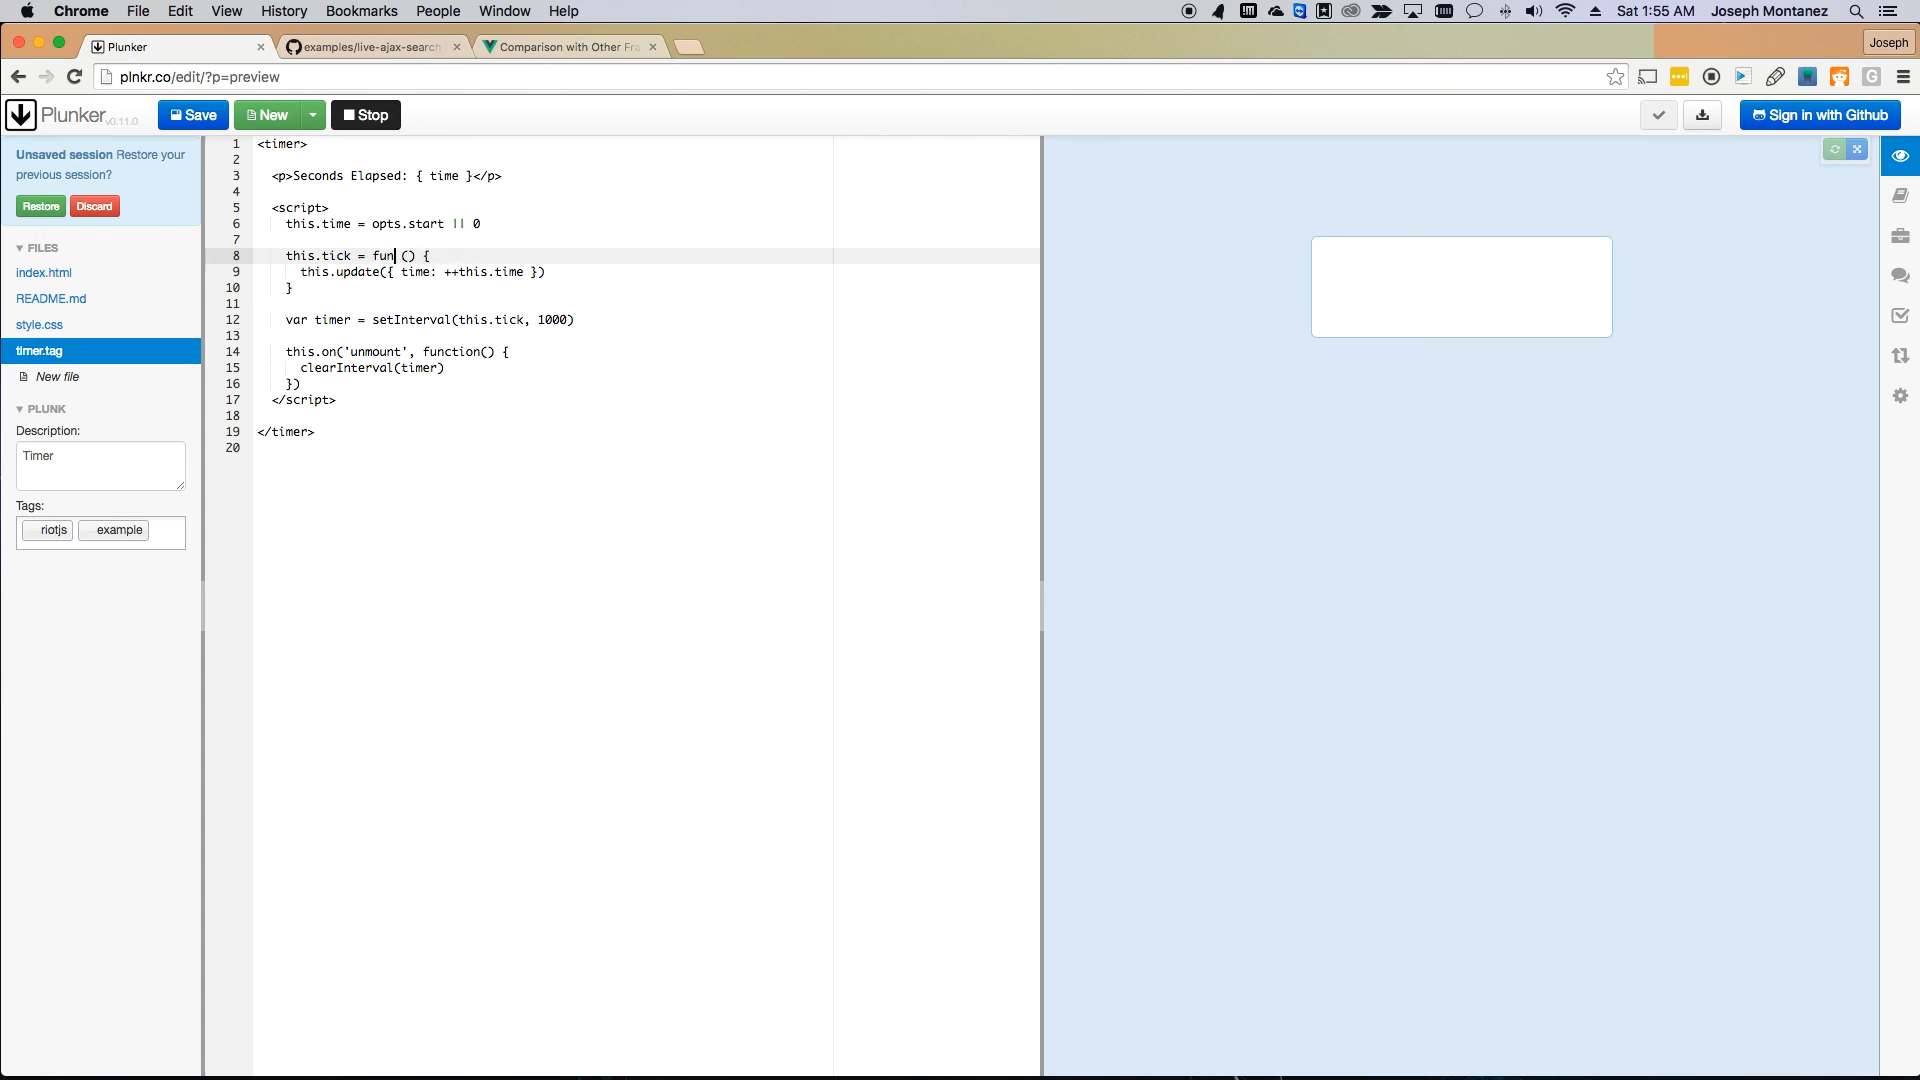 Chrome File Edit View History Bookmarks People Window Help Sat 1:55 AM Joseph Montanez
Plunker examples/live-ajax-search Comparison with Other Fra Joseph
plnkr.co/edit/?p=preview
Plunker v0.11.0 Save New Stop Sign in with Github
Unsaved session Restore your
previous session?
Restore Discard
FILES
index.html
README.md
style.css
timer.tag
New file
PLUNK
Description:
Timer
Tags:
riotjs example
1 <timer>
2
3 <p>Seconds Elapsed: { time }</p>
4
5 <script>
6 this.time = opts.start || 0
7
8 this.tick = fun () {
9 this.update({ time: ++this.time })
10 }
11
12 var timer = setInterval(this.tick, 1000)
13
14 this.on('unmount', function() {
15 clearInterval(timer)
16 })
17 </script>
18
19 </timer>
20